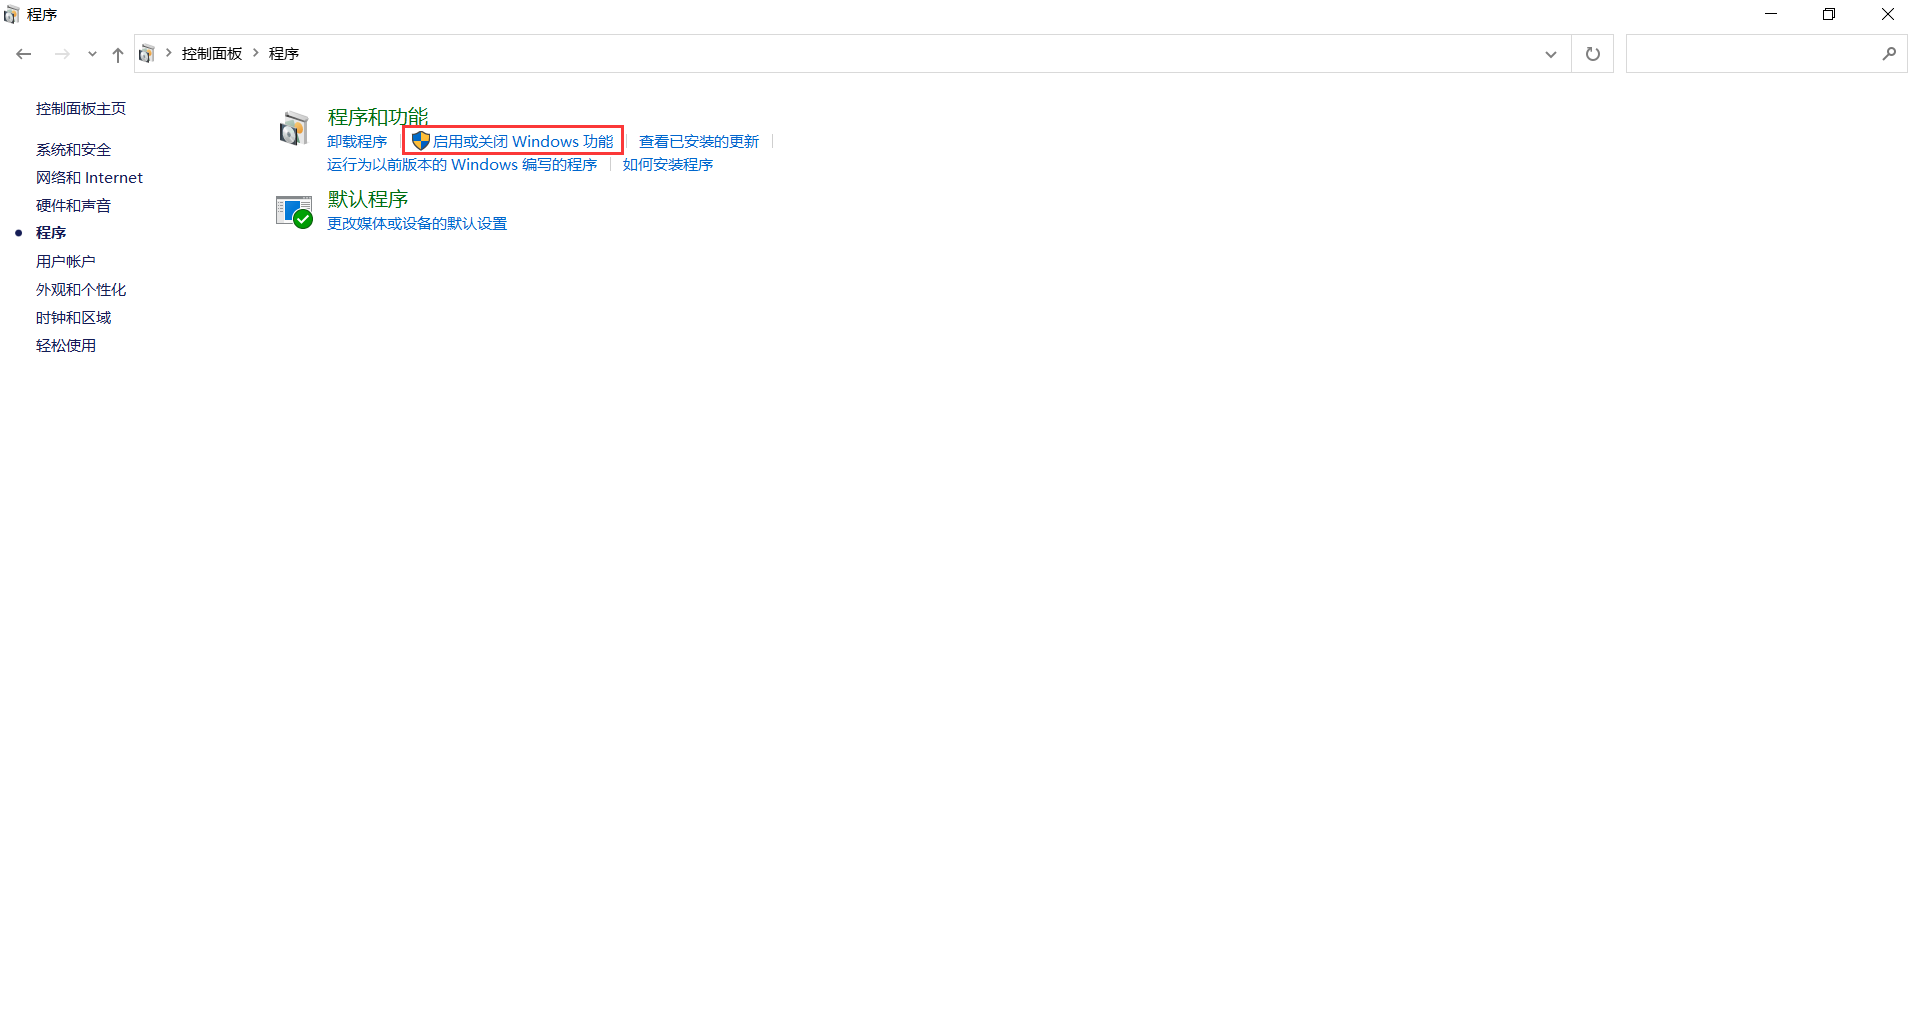 程序
控制面板 程序
控制面板主页
系统和安全
网络和 Internet
硬件和声音
程序
用户帐户
外观和个性化
时钟和区域
轻松使用
程序和功能
卸载程序 启用或关闭 Windows 功能 查看已安装的更新
运行为以前版本的 Windows 编写的程序 如何安装程序
默认程序
更改媒体或设备的默认设置